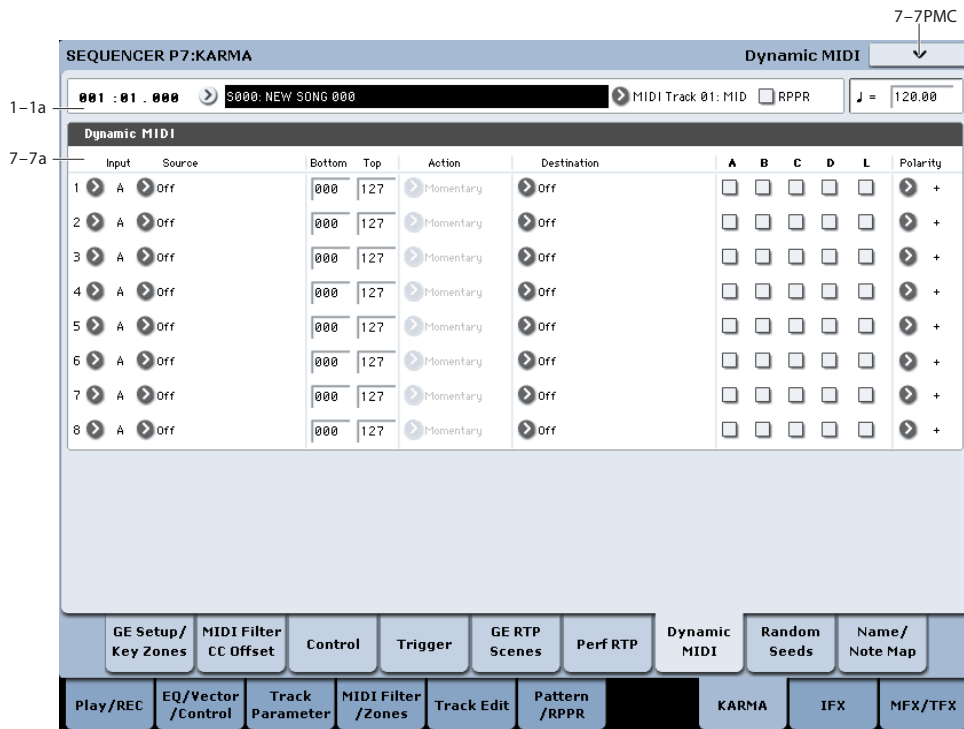 7–7PMC
SEQUENCER P7:KARMA Dynamic MIDI
1–1a
001 :01 . 000 S000: NEW SONG 000 MIDI Track 01: MID RPPR ♩ = 120.00
Dynamic MIDI
7–7a
Input Source Bottom Top Action Destination A B C D L Polarity
1 A Off 000 127 Momentary Off +
2 A Off 000 127 Momentary Off +
3 A Off 000 127 Momentary Off +
4 A Off 000 127 Momentary Off +
5 A Off 000 127 Momentary Off +
6 A Off 000 127 Momentary Off +
7 A Off 000 127 Momentary Off +
8 A Off 000 127 Momentary Off +
GE Setup/
Key Zones
MIDI Filter
CC Offset
Control
Trigger
GE RTP
Scenes
Perf RTP
Dynamic
MIDI
Random
Seeds
Name/
Note Map
Play/REC
EQ/Vector
/Control
Track
Parameter
MIDI Filter
/Zones
Track Edit
Pattern
/RPPR
KARMA
IFX
MFX/TFX